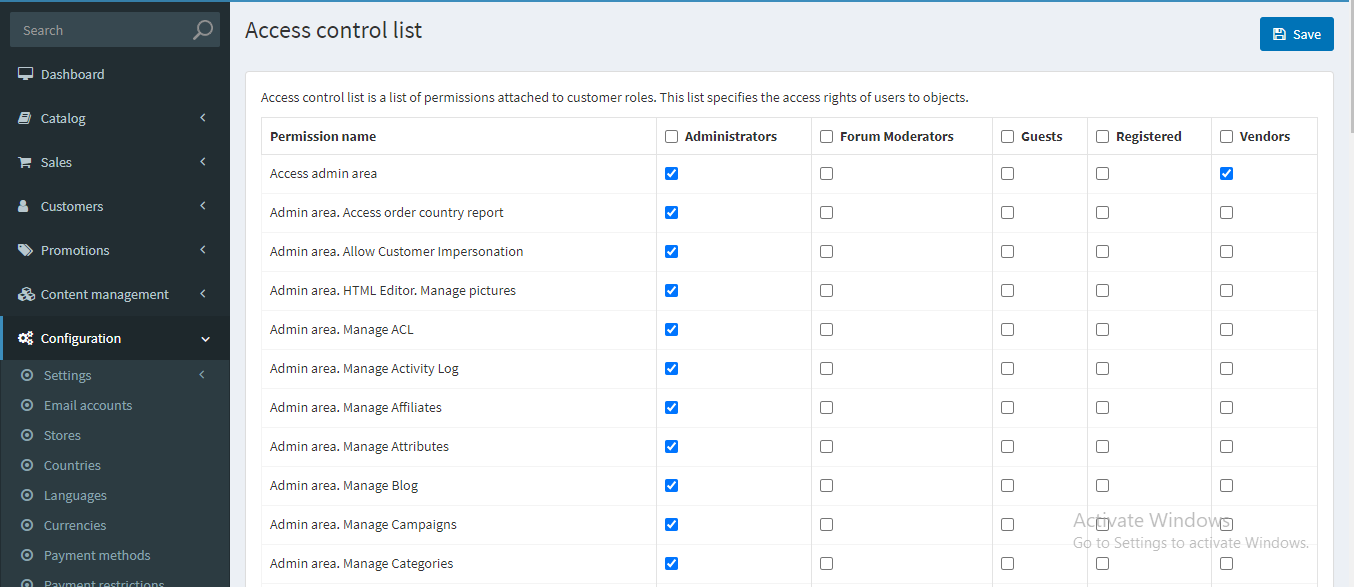 Search
Dashboard
Catalog
Sales
Customers
Promotions
Content management
Configuration
Settings
Email accounts
Stores
Countries
Languages
Currencies
Payment methods
Payment restrictions
Access control list
Save
Access control list is a list of permissions attached to customer roles. This list specifies the access rights of users to objects.
Permission name Administrators Forum Moderators Guests Registered Vendors
Access admin area
Admin area. Access order country report
Admin area. Allow Customer Impersonation
Admin area. HTML Editor. Manage pictures
Admin area. Manage ACL
Admin area. Manage Activity Log
Admin area. Manage Affiliates
Admin area. Manage Attributes
Admin area. Manage Blog
Admin area. Manage Campaigns
Admin area. Manage Categories
Activate Windows
Go to Settings to activate Windows.